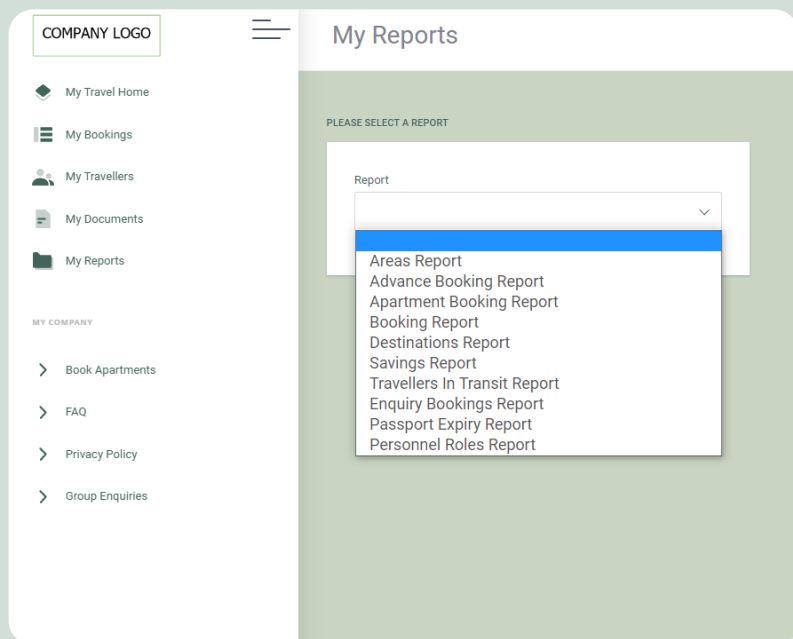 COMPANY LOGO
My Travel Home
My Bookings
My Travellers
My Documents
My Reports
MY COMPANY
Book Apartments
FAQ
Privacy Policy
Group Enquiries
My Reports
PLEASE SELECT A REPORT
Report
Areas Report
Advance Booking Report
Apartment Booking Report
Booking Report
Destinations Report
Savings Report
Travellers In Transit Report
Enquiry Bookings Report
Passport Expiry Report
Personnel Roles Report